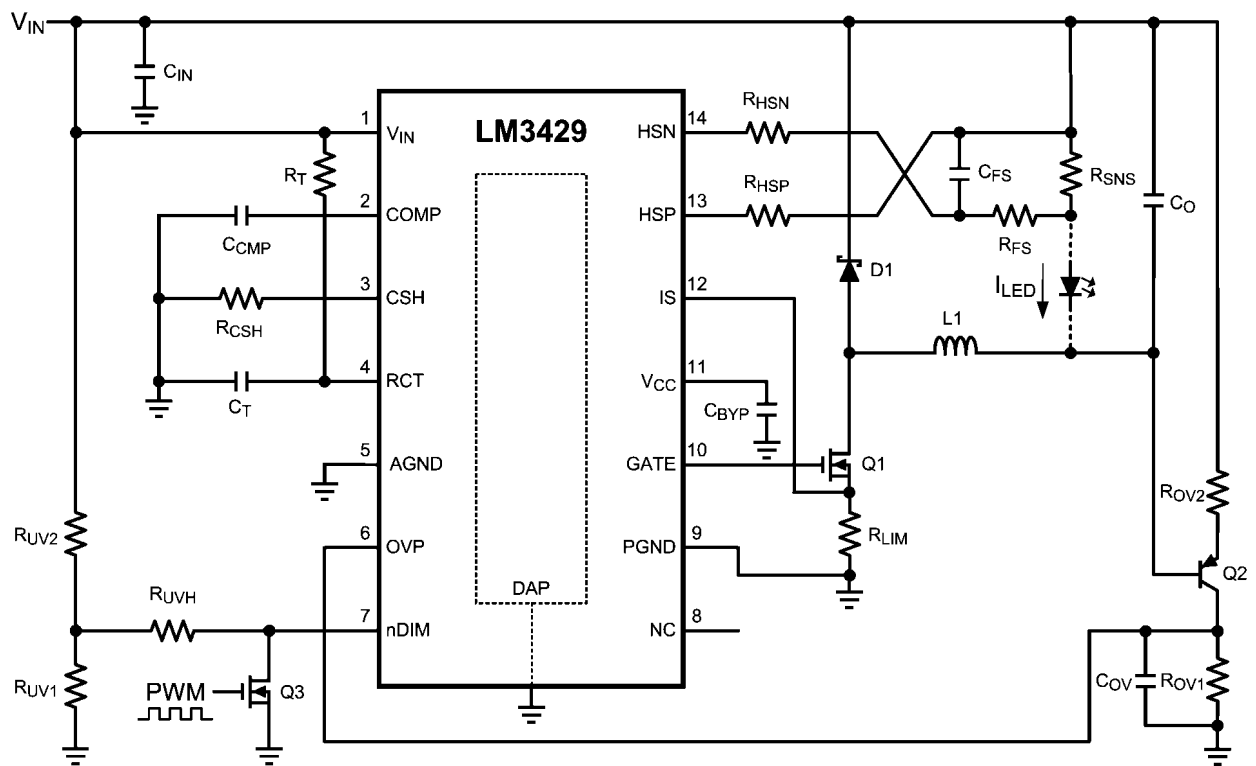 VIN
CIN
LM3429
1
VIN
14
HSN
RHSN
RT
CFS
RSNS
2
COMP
CCMP
13
HSP
RHSP
RFS
CO
D1
3
CSH
RCSH
12
IS
ILED
L1
4
RCT
CT
11
VCC
CBYP
5
AGND
10
GATE
Q1
ROV2
RUV2
6
OVP
9
PGND
RLIM
Q2
DAP
RUVH
7
nDIM
8
NC
RUV1
PWM
Q3
COV
ROV1